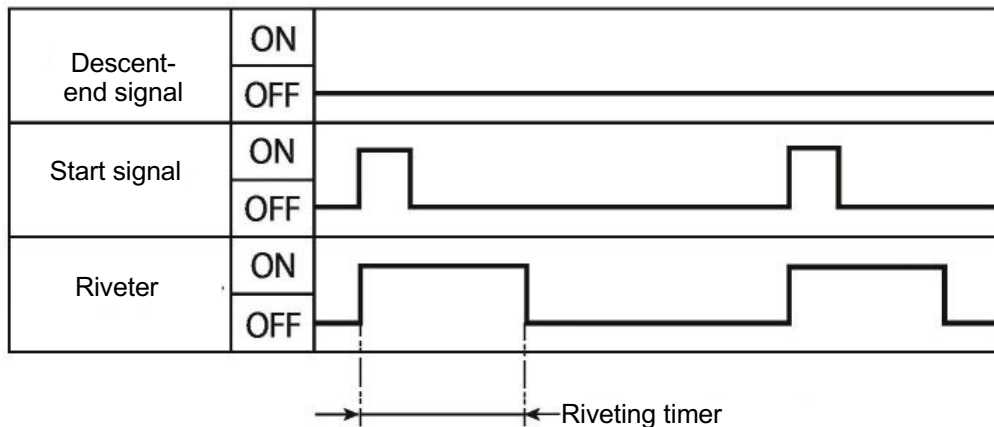 Descent-
end signal
ON
OFF
Start signal
ON
OFF
Riveter
ON
OFF
Riveting timer